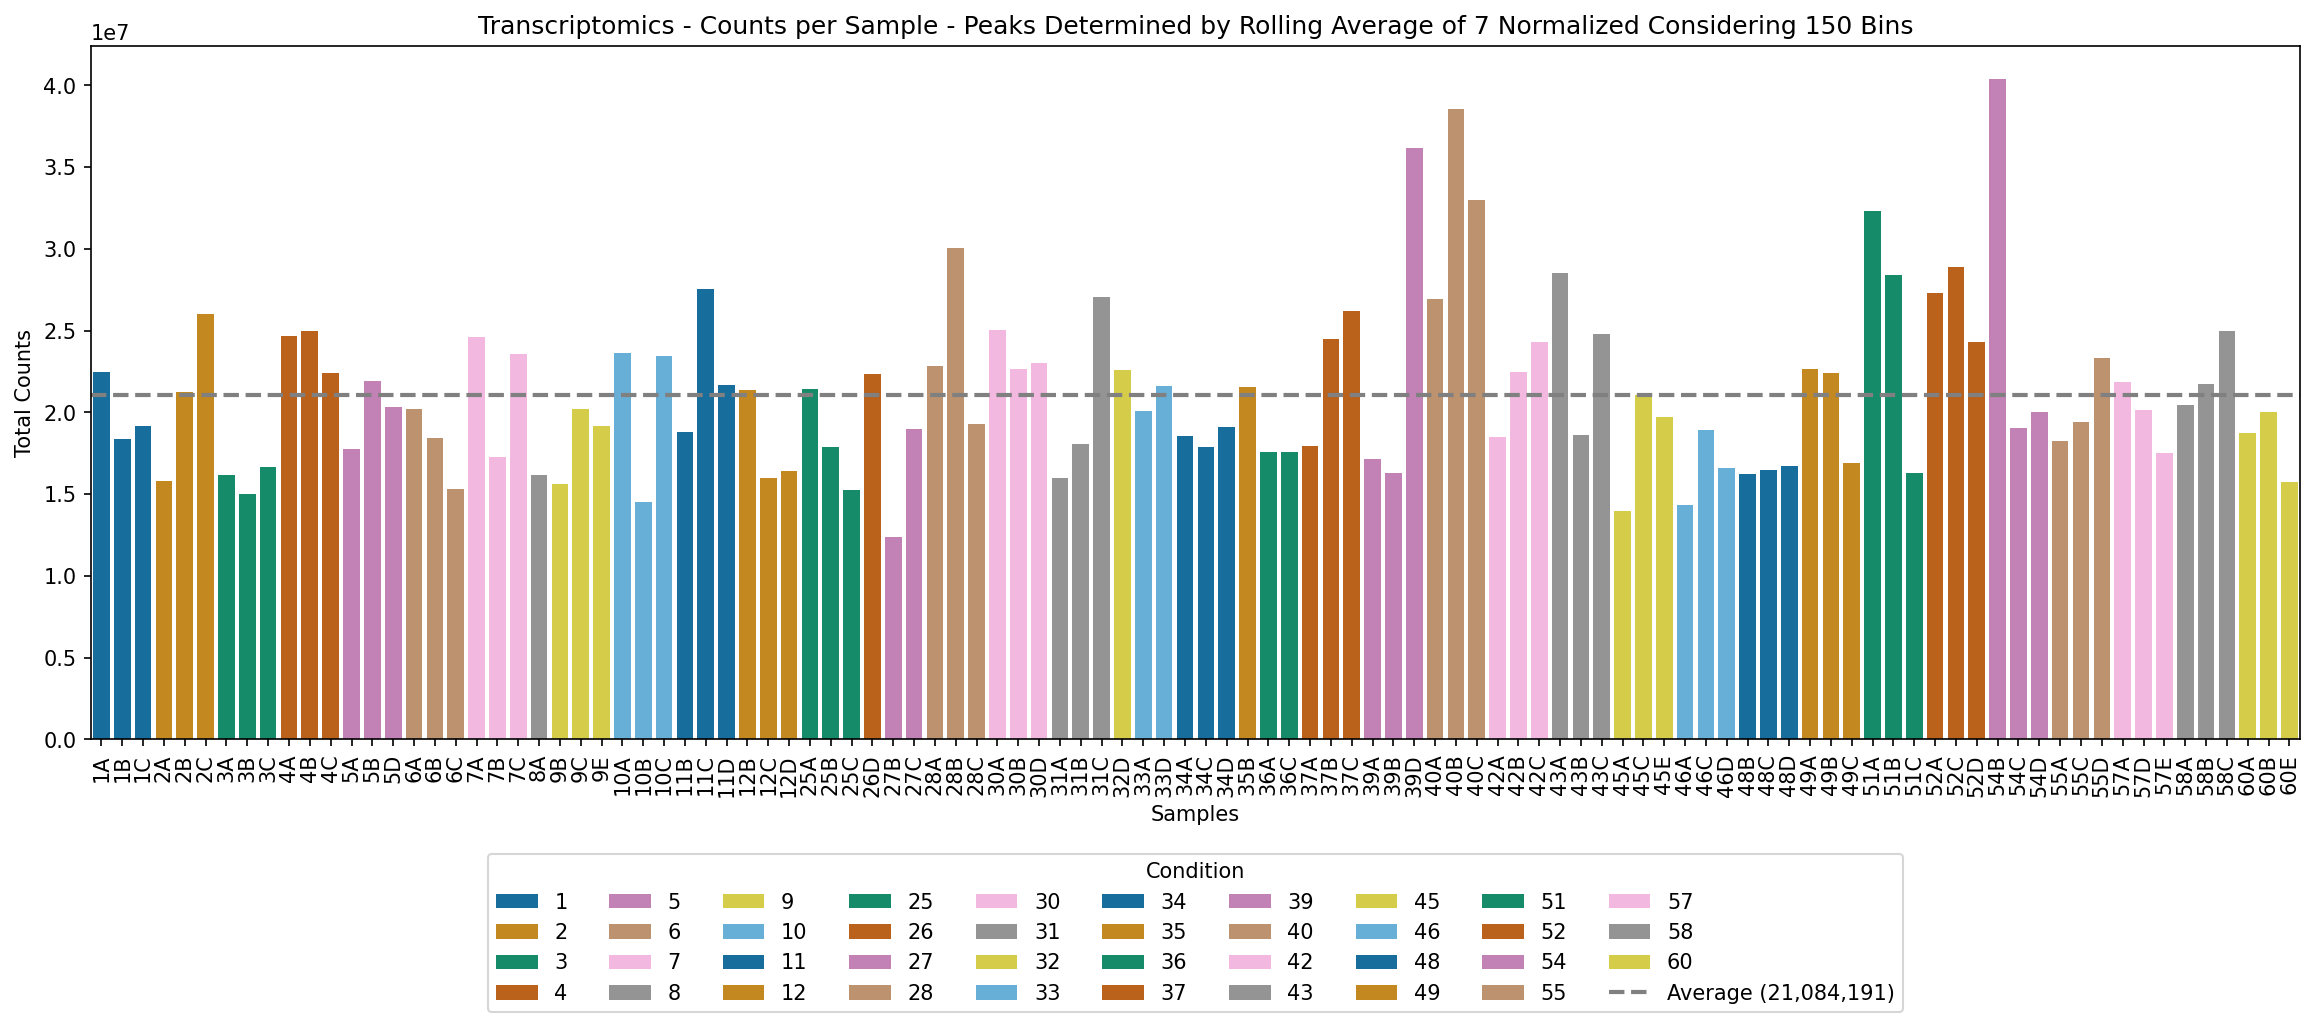 Transcriptomics - Counts per Sample - Peaks Determined by Rolling Average of 7 Normalized Considering 150 Bins
1e7
4.0
3.5
3.0
2.5
2.0
1.5
1.0
0.5
0.0
Total Counts
1A 1B 1C 2A 2B 2C 3A 3B 3C 4A 4B 4C 5A 5B 5D 6A 6B 6C 7A 7B 7C 8A 9B 9C 9E 10A 10B 10C 11B 11C 11D 12B 12C 12D 25A 25B 25C 26D 27B 27C 28A 28B 28C 30A 30B 30D 31A 31B 31C 32D 33A 33D 34A 34C 34D 35B 36A 36C 37A 37B 37C 39A 39B 39D 40A 40B 40C 42A 42B 42C 43A 43B 43C 45A 45C 45E 46A 46C 46D 48B 48C 48D 49A 49B 49C 51A 51B 51C 52A 52C 52D 54B 54C 54D 55A 55C 55D 57A 57D 57E 58A 58B 58C 60A 60B 60E
Samples
Condition
1 5 9 25 30 34 39 45 51 57
2 6 10 26 31 35 40 46 52 58
3 7 11 27 32 36 42 48 54 60
4 8 12 28 33 37 43 49 55 Average (21,084,191)